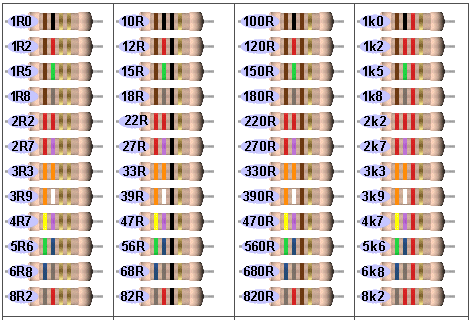 1R0 10R 100R 1k0
1R2 12R 120R 1k2
1R5 15R 150R 1k5
1R8 18R 180R 1k8
2R2 22R 220R 2k2
2R7 27R 270R 2k7
3R3 33R 330R 3k3
3R9 39R 390R 3k9
4R7 47R 470R 4k7
5R6 56R 560R 5k6
6R8 68R 680R 6k8
8R2 82R 820R 8k2